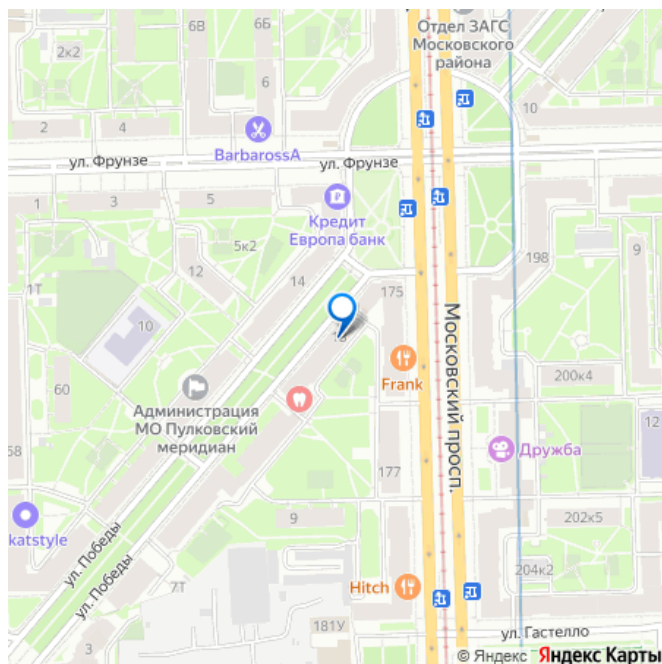 Отдел ЗАГС
Московского
района
6В
6Б
2к2
6
10
2
4
BarbarossA
ул. Фрунзе
ул. Фрунзе
1
3
5
Кредит
Европа банк
5к2
12
14
198
9
1Т
175
10
Московский просп.
Frank
200к4
60
Администрация
МО Пулковский
меридиан
12
58
177
Дружба
katstyle
9
202к5
ул. Победы
ул. Победы
7Т
204к2
Hitch
181У
ул. Гастелло
3
© Яндекс Яндекс Карты